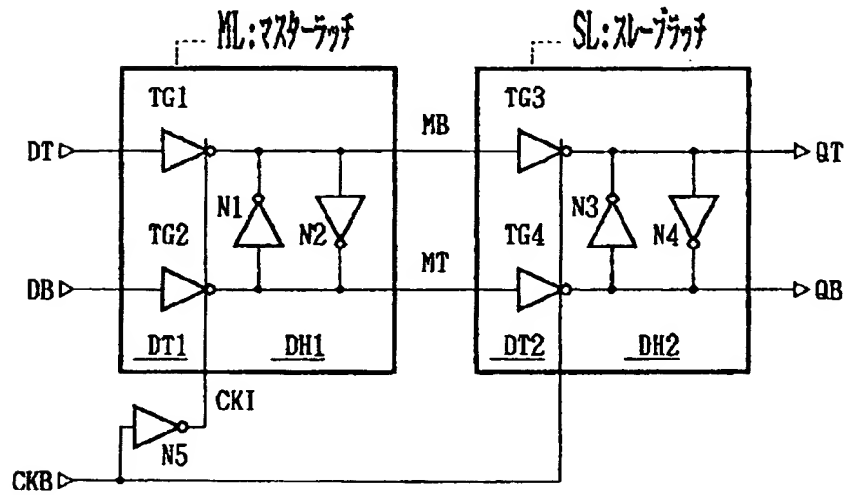 ML:マスターラッチ
SL:スレーブラッチ
TG1
TG3
DT
MB
QT
N1
N2
N3
N4
TG2
TG4
MT
DB
QB
DT1
DH1
DT2
DH2
CKI
N5
CKB